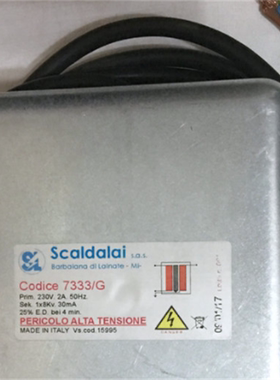 Scaldalai s.a.s.
Barbaiana di Lainate - Mi-
Codice 7333/G
Prim. 230V. 2A. 50Hz.
Sek. 1x8Kv. 30mA
25% E.D. bei 4 min.
PERICOLO ALTA TENSIONE
MADE IN ITALY Vs cod.15995
DANGER